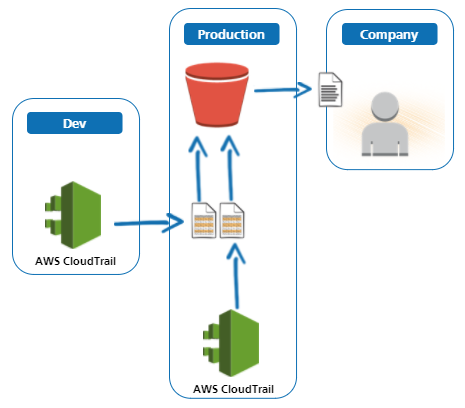 Production
Company
Dev
AWS CloudTrail
AWS CloudTrail